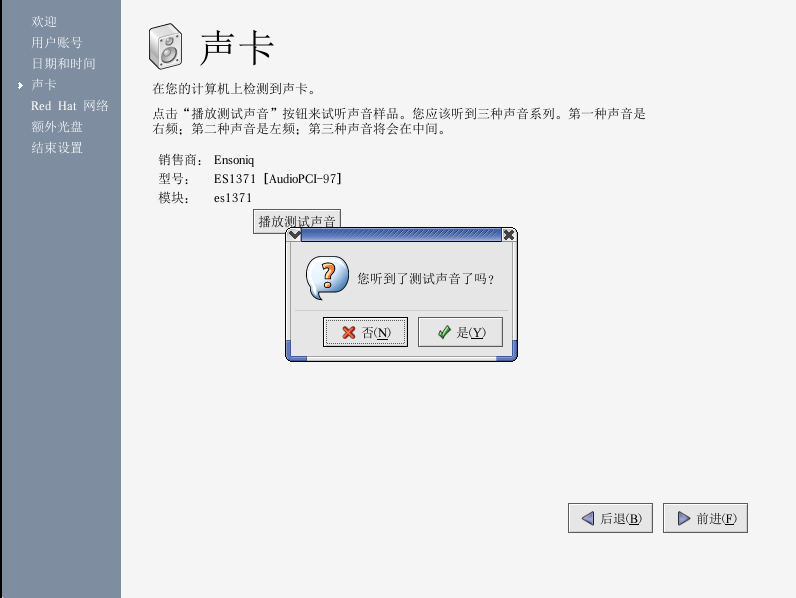 欢迎
用户账号
日期和时间
声卡
Red Hat 网络
额外光盘
结束设置
声卡
在您的计算机上检测到声卡。
点击“播放测试声音”按钮来试听声音样品。您应该听到三种声音系列。第一种声音是
右频；第二种声音是左频；第三种声音将会在中间。
销售商： Ensoniq
型号： ES1371 [AudioPCI-97]
模块： es1371
播放测试声音
您听到了测试声音了吗?
否(N)
是(Y)
后退(B)
前进(F)